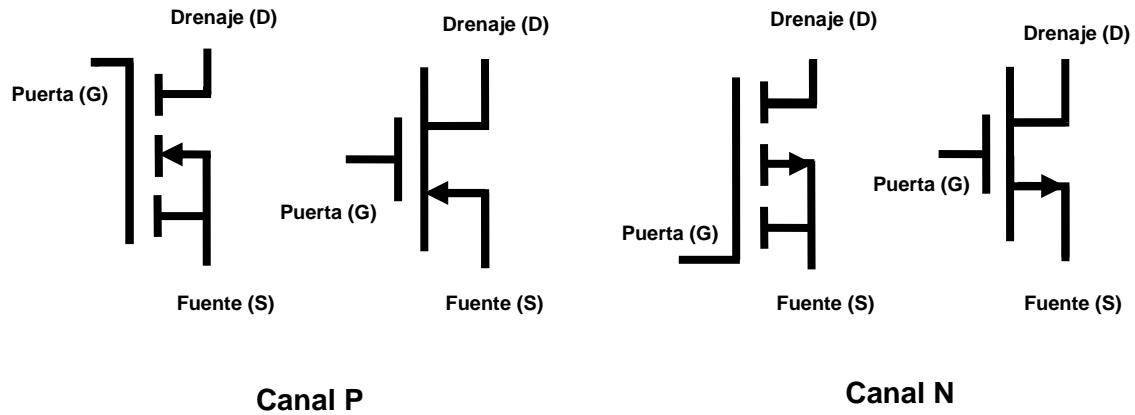 Drenaje (D)
Puerta (G)
Fuente (S)
Drenaje (D)
Puerta (G)
Fuente (S)
Canal P
Drenaje (D)
Puerta (G)
Fuente (S)
Drenaje (D)
Puerta (G)
Fuente (S)
Canal N